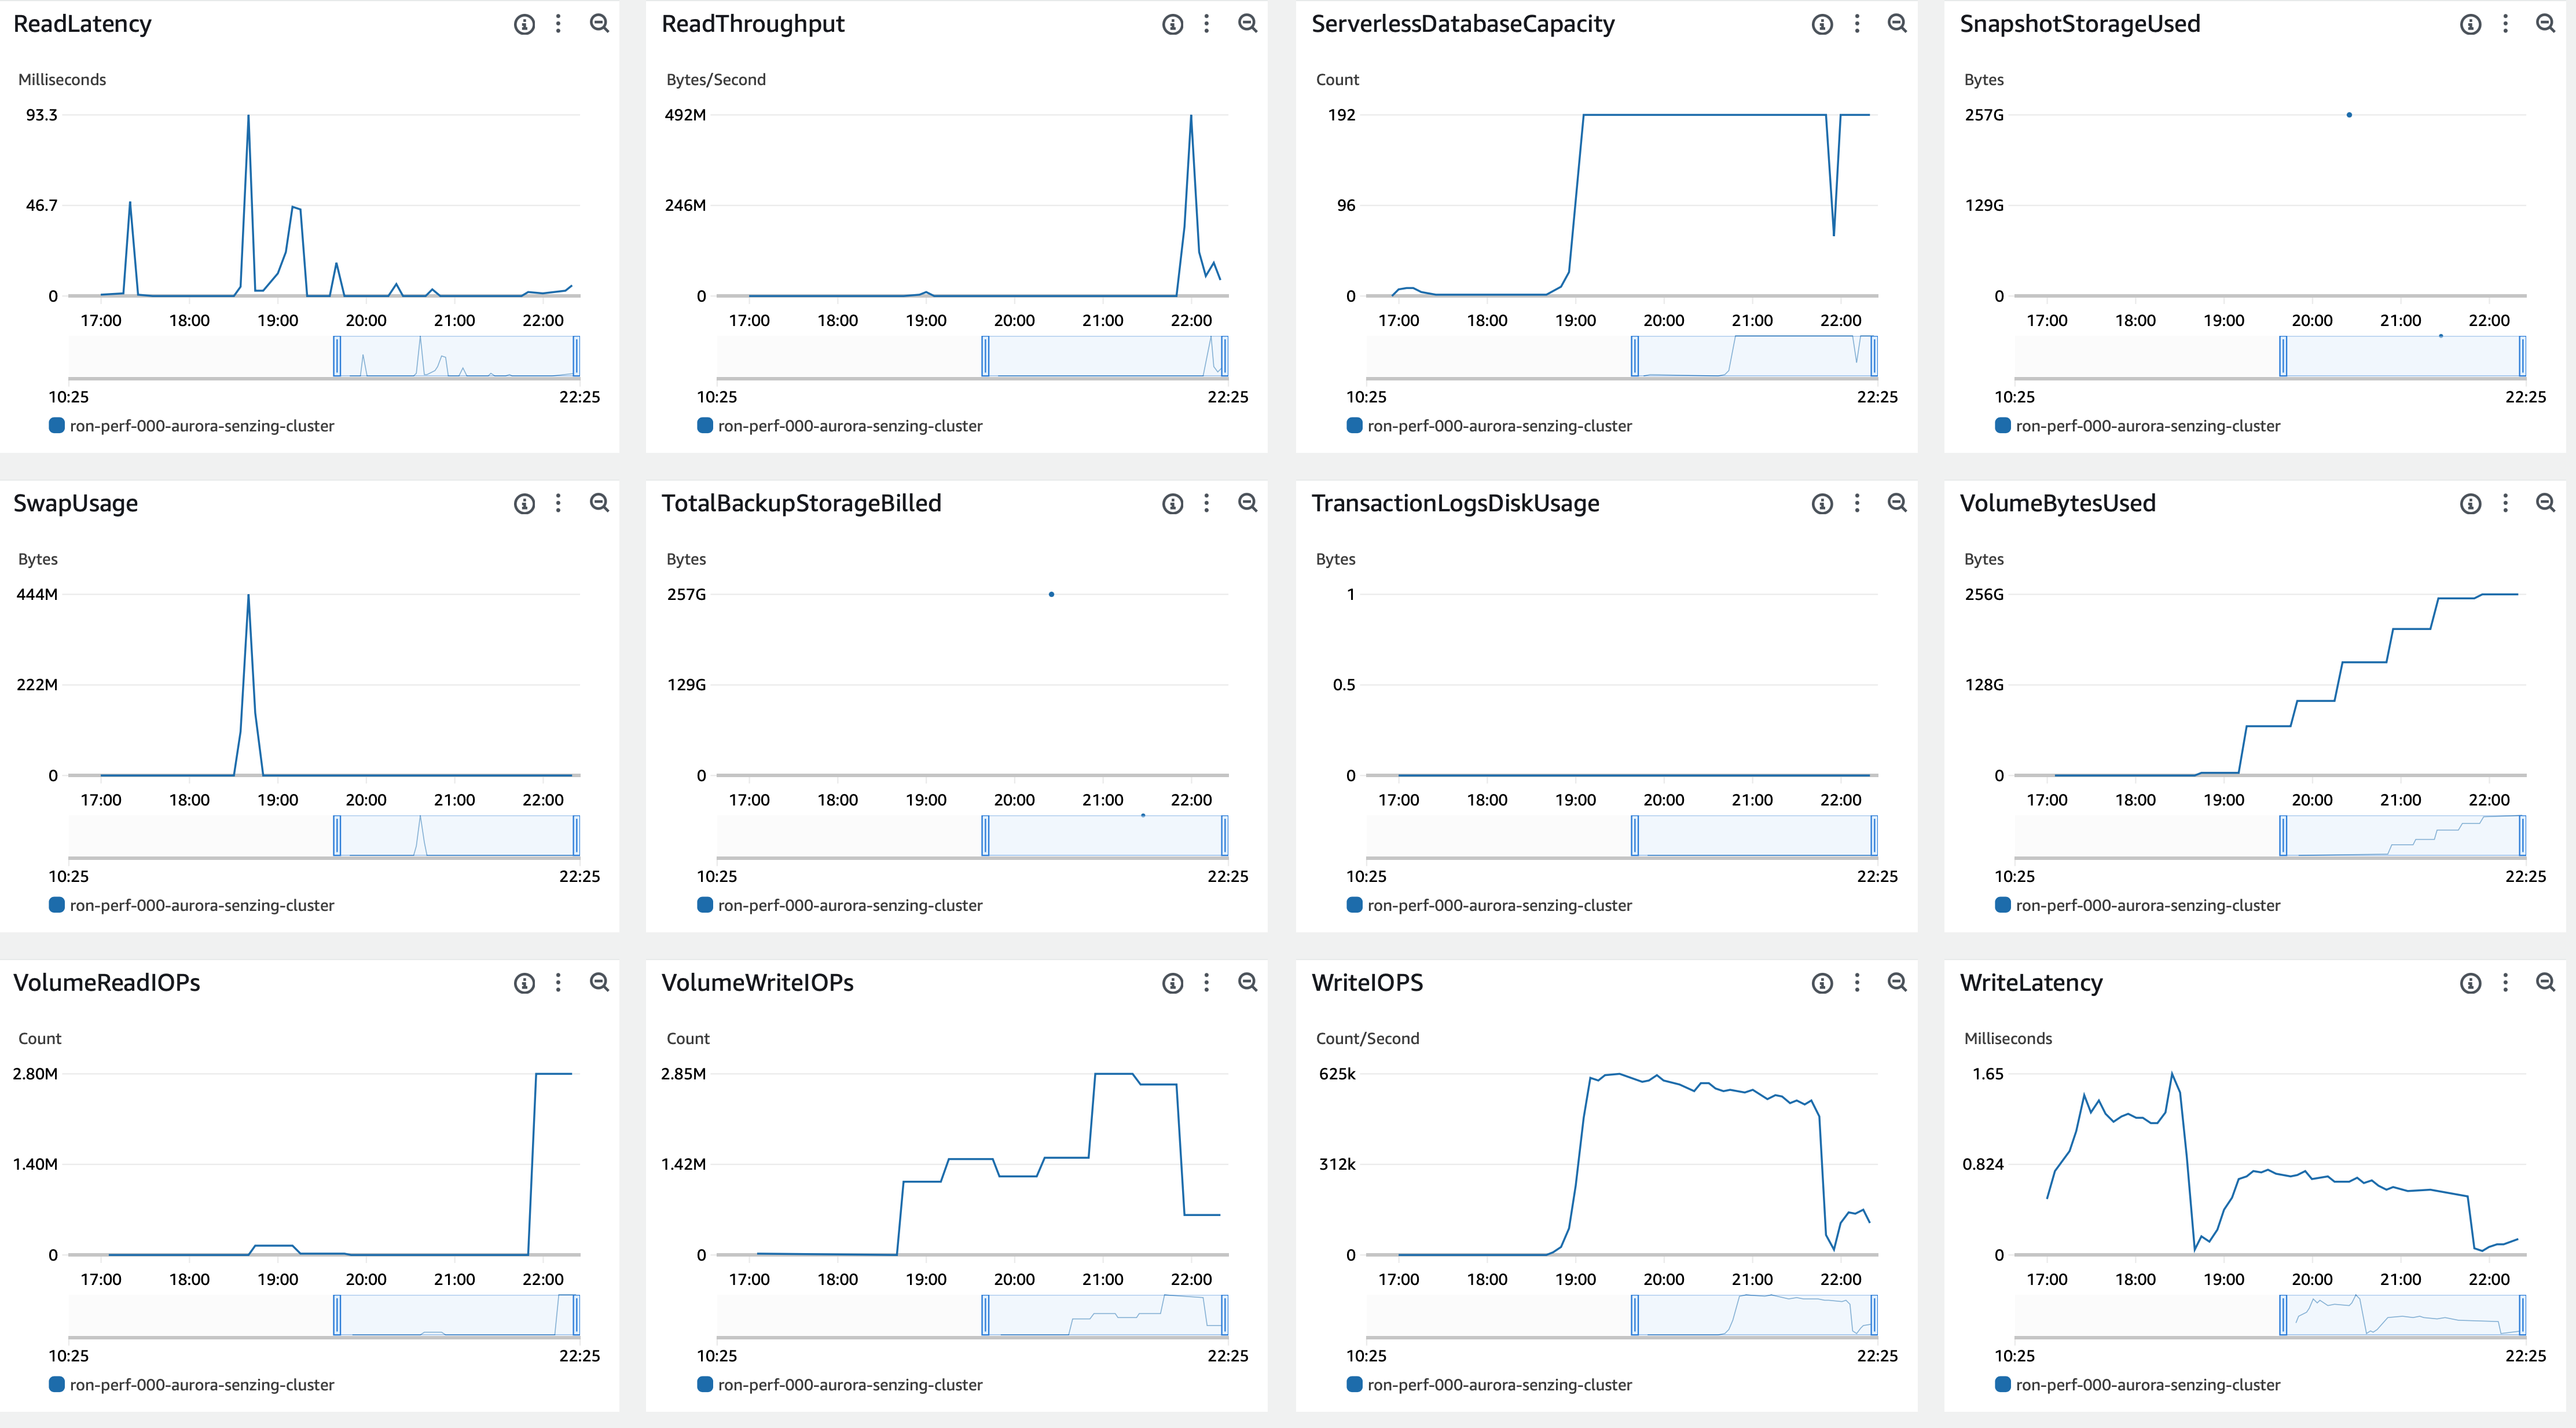 ReadLatency
Milliseconds
93.3
46.7
0
17:00 18:00 19:00 20:00 21:00 22:00
10:25 22:25
ron-perf-000-aurora-senzing-cluster
ReadThroughput
Bytes/Second
492M
246M
0
17:00 18:00 19:00 20:00 21:00 22:00
10:25 22:25
ron-perf-000-aurora-senzing-cluster
ServerlessDatabaseCapacity
Count
192
96
0
17:00 18:00 19:00 20:00 21:00 22:00
10:25 22:25
ron-perf-000-aurora-senzing-cluster
SnapshotStorageUsed
Bytes
257G
129G
0
17:00 18:00 19:00 20:00 21:00 22:00
10:25 22:25
ron-perf-000-aurora-senzing-cluster
SwapUsage
Bytes
444M
222M
0
17:00 18:00 19:00 20:00 21:00 22:00
10:25 22:25
ron-perf-000-aurora-senzing-cluster
TotalBackupStorageBilled
Bytes
257G
129G
0
17:00 18:00 19:00 20:00 21:00 22:00
10:25 22:25
ron-perf-000-aurora-senzing-cluster
TransactionLogsDiskUsage
Bytes
1
0.5
0
17:00 18:00 19:00 20:00 21:00 22:00
10:25 22:25
ron-perf-000-aurora-senzing-cluster
VolumeBytesUsed
Bytes
256G
128G
0
17:00 18:00 19:00 20:00 21:00 22:00
10:25 22:25
ron-perf-000-aurora-senzing-cluster
VolumeReadIOPs
Count
2.80M
1.40M
0
17:00 18:00 19:00 20:00 21:00 22:00
10:25 22:25
ron-perf-000-aurora-senzing-cluster
VolumeWriteIOPs
Count
2.85M
1.42M
0
17:00 18:00 19:00 20:00 21:00 22:00
10:25 22:25
ron-perf-000-aurora-senzing-cluster
WriteIOPS
Count/Second
625k
312k
0
17:00 18:00 19:00 20:00 21:00 22:00
10:25 22:25
ron-perf-000-aurora-senzing-cluster
WriteLatency
Milliseconds
1.65
0.824
0
17:00 18:00 19:00 20:00 21:00 22:00
10:25 22:25
ron-perf-000-aurora-senzing-cluster